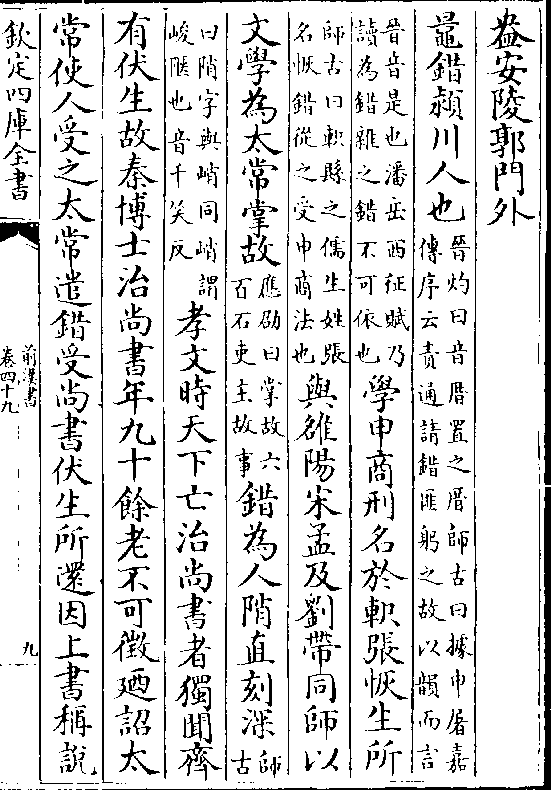 盎安陵郭門外
鼂錯潁川人也晉灼曰音厝置之厝師古曰據申屠嘉
傳序云責通請錯匪躬之故以韻而言
晉音是也潘岳西征賦乃
讀為錯雜之錯不可依也學申商刑名於軹張恢生所
師古曰軹縣之儒生姓張
名恢錯從之受申商法也與雒陽宋孟及劉帶同師以
文學為太常掌故應劭曰掌故六
百石吏主故事錯為人陗直刻深師古
曰陗字與峭同峭謂
峻陿也音千笑反孝文時天下亡治尚書者獨聞齊
有伏生故秦博士治尚書年九十餘老不可徵廼詔太
常使人受之太常遣錯受尚書伏生所還因上書稱說
欽定四庫全書
前漢書
卷四十九
九